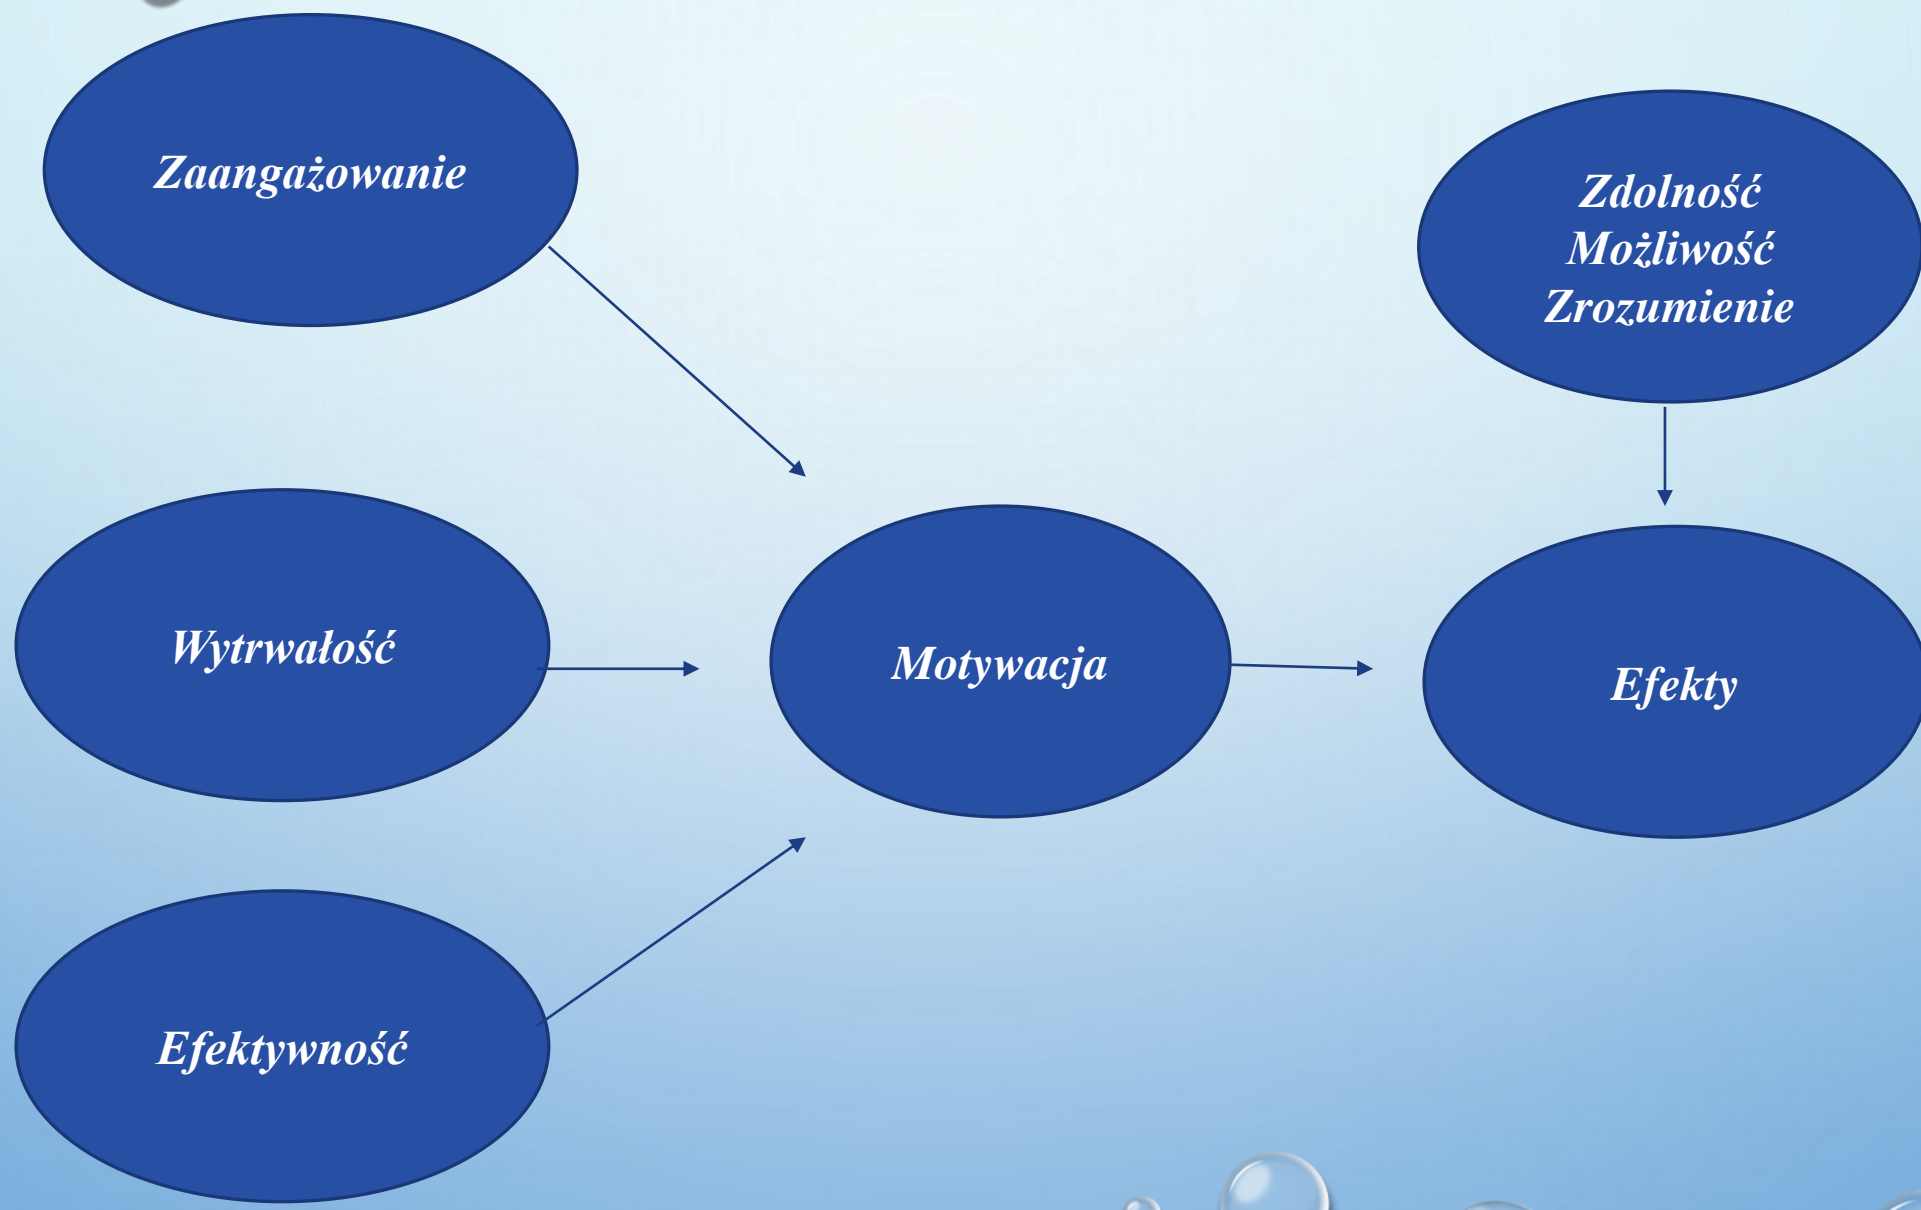 Zaangażowanie
Zdolność
Możliwość
Zrozumienie
Wytrwałość
Motywacja
Efekty
Efektywność